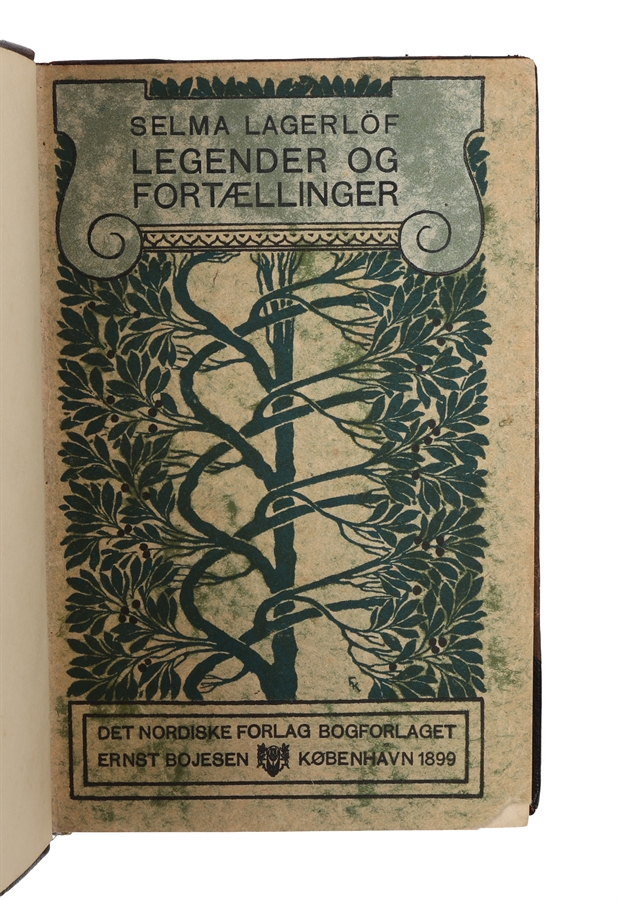 SELMA LAGERLÖF
LEGENDER OG
FORTÆLLINGER
DET NORDISKE FORLAG BOGFORLAGET
ERNST BOJESEN KØBENHAVN 1899